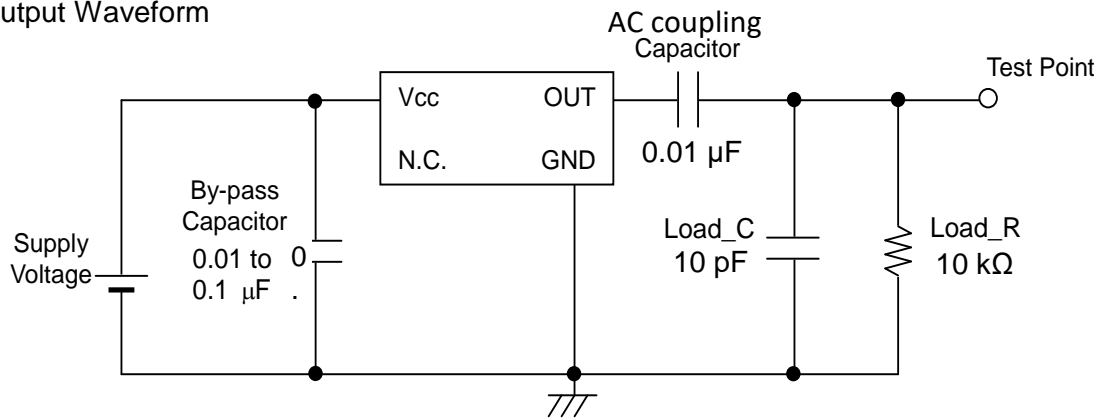 utput Waveform
AC coupling
Capacitor
0.01 µF
Test Point
Vcc
OUT
N.C.
GND
By-pass
Capacitor
0.01 to 0
0.1 μF .
Supply
Voltage
Load_C
10 pF
Load_R
10 kΩ